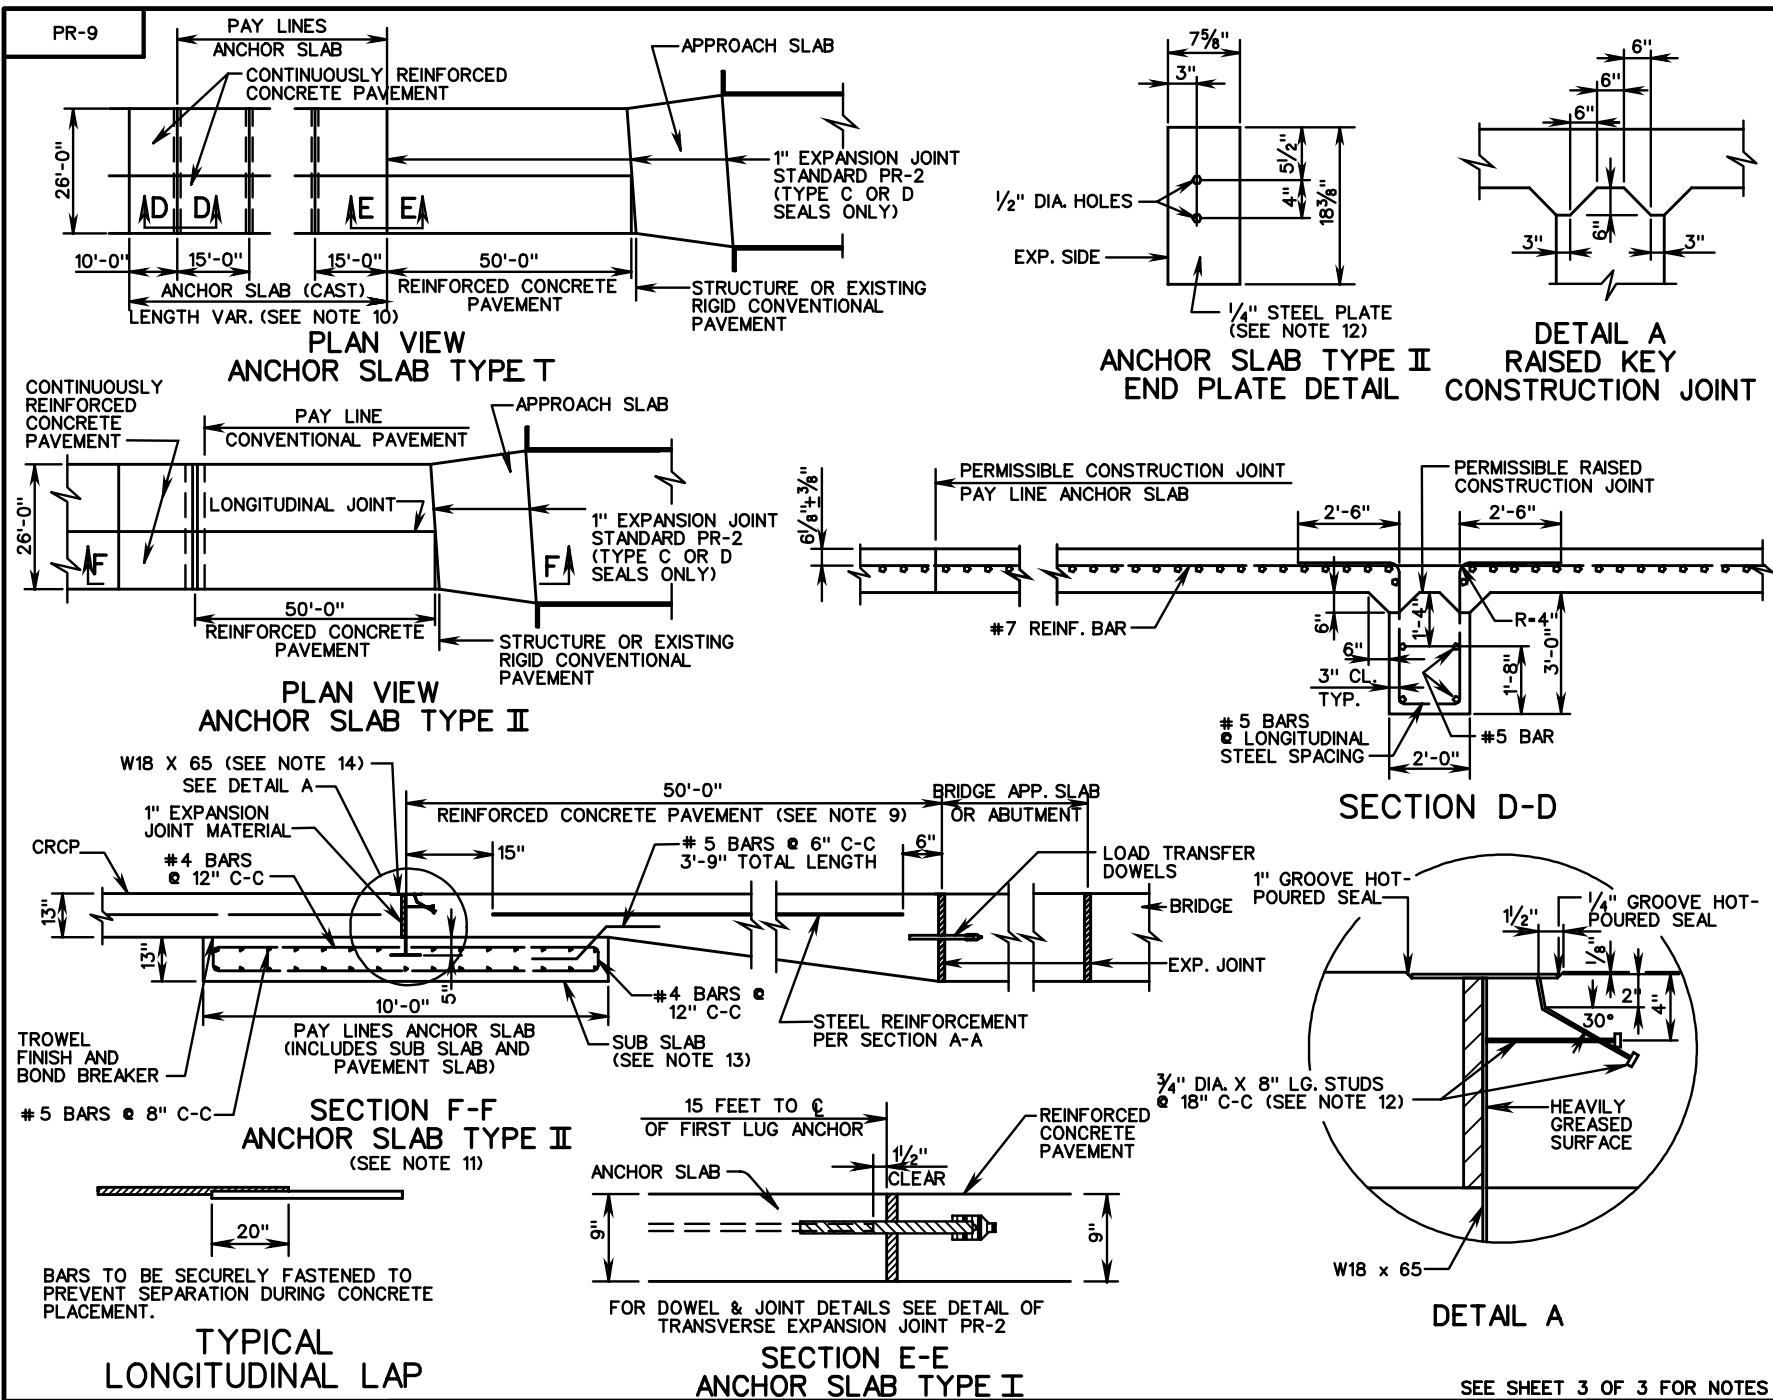 PR-9
PAY LINES
ANCHOR SLAB
CONTINUOUSLY REINFORCED
CONCRETE PAVEMENT
APPROACH SLAB
26'-0"
D D
E E
1" EXPANSION JOINT
STANDARD PR-2
(TYPE C OR D
SEALS ONLY)
10'-0"
15'-0"
15'-0"
50'-0"
ANCHOR SLAB (CAST)
LENGTH VAR. (SEE NOTE 10)
REINFORCED CONCRETE
PAVEMENT
STRUCTURE OR EXISTING
RIGID CONVENTIONAL
PAVEMENT
PLAN VIEW
ANCHOR SLAB TYPE T
7⅝"
3"
5½"
4"
18⅜"
½" DIA. HOLES
EXP. SIDE
¼" STEEL PLATE
(SEE NOTE 12)
ANCHOR SLAB TYPE II
END PLATE DETAIL
6"
6"
6"
6"
3"
3"
DETAIL A
RAISED KEY
CONSTRUCTION JOINT
CONTINUOUSLY
REINFORCED
CONCRETE
PAVEMENT
PAY LINE
CONVENTIONAL PAVEMENT
APPROACH SLAB
LONGITUDINAL JOINT
26'-0"
F
F
1" EXPANSION JOINT
STANDARD PR-2
(TYPE C OR D
SEALS ONLY)
50'-0"
REINFORCED CONCRETE
PAVEMENT
STRUCTURE OR EXISTING
RIGID CONVENTIONAL
PAVEMENT
PLAN VIEW
ANCHOR SLAB TYPE II
6⅛"±⅜"
PERMISSIBLE CONSTRUCTION JOINT
PAY LINE ANCHOR SLAB
PERMISSIBLE RAISED
CONSTRUCTION JOINT
2'-6"
2'-6"
#7 REINF. BAR
6"
1'-4"
R=4"
6"
3" CL.
TYP.
1'-8"
3'-0"
#5 BARS
@ LONGITUDINAL
STEEL SPACING
#5 BAR
2'-0"
SECTION D-D
W18 X 65 (SEE NOTE 14)
SEE DETAIL A
1" EXPANSION
JOINT MATERIAL
CRCP
#4 BARS
@ 12" C-C
50'-0"
REINFORCED CONCRETE PAVEMENT (SEE NOTE 9)
BRIDGE APP. SLAB
OR ABUTMENT
15"
#5 BARS @ 6" C-C
3'-9" TOTAL LENGTH
6"
LOAD TRANSFER
DOWELS
BRIDGE
EXP. JOINT
13"
13"
5"
10'-0"
#4 BARS @
12" C-C
PAY LINES ANCHOR SLAB
(INCLUDES SUB SLAB AND
PAVEMENT SLAB)
SUB SLAB
(SEE NOTE 13)
STEEL REINFORCEMENT
PER SECTION A-A
TROWEL
FINISH AND
BOND BREAKER
#5 BARS @ 8" C-C
SECTION F-F
ANCHOR SLAB TYPE II
(SEE NOTE 11)
20"
BARS TO BE SECURELY FASTENED TO
PREVENT SEPARATION DURING CONCRETE
PLACEMENT.
TYPICAL
LONGITUDINAL LAP
15 FEET TO ℄
OF FIRST LUG ANCHOR
REINFORCED
CONCRETE
PAVEMENT
1½"
CLEAR
ANCHOR SLAB
9"
9"
FOR DOWEL & JOINT DETAILS SEE DETAIL OF
TRANSVERSE EXPANSION JOINT PR-2
SECTION E-E
ANCHOR SLAB TYPE I
1" GROOVE HOT-
POURED SEAL
¼" GROOVE HOT-
POURED SEAL
1½"
⅛"
2"
4"
30°
¾" DIA. X 8" LG. STUDS
@ 18" C-C (SEE NOTE 12)
HEAVILY
GREASED
SURFACE
W18 x 65
DETAIL A
SEE SHEET 3 OF 3 FOR NOTES